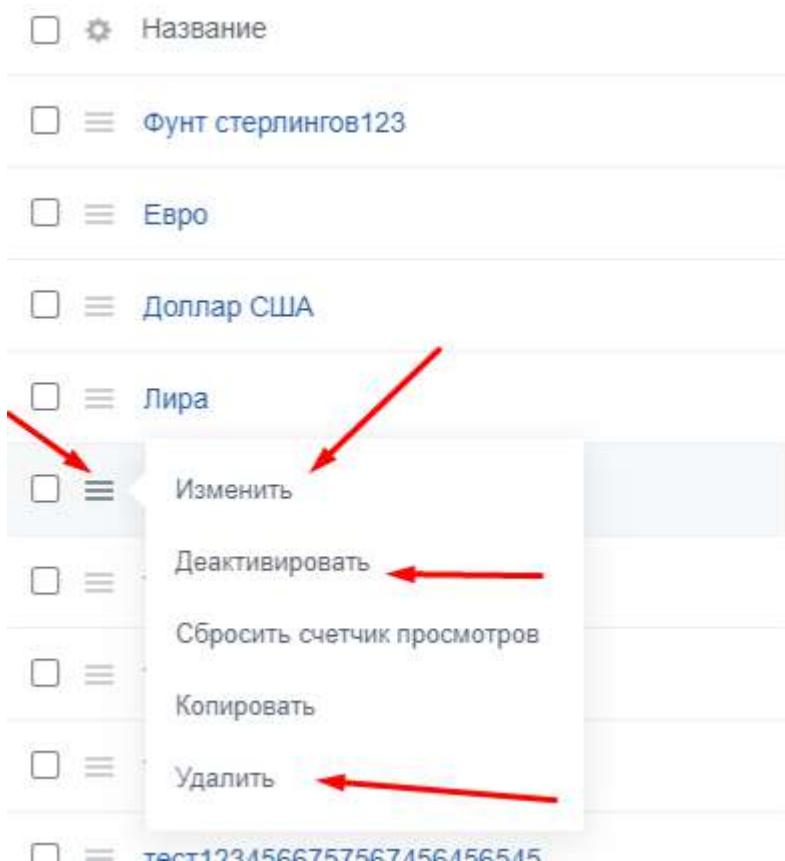 Название
Фунт стерлингов123
Евро
Доллар США
Лира
Изменить
Деактивировать
Сбросить счетчик просмотров
Копировать
Удалить